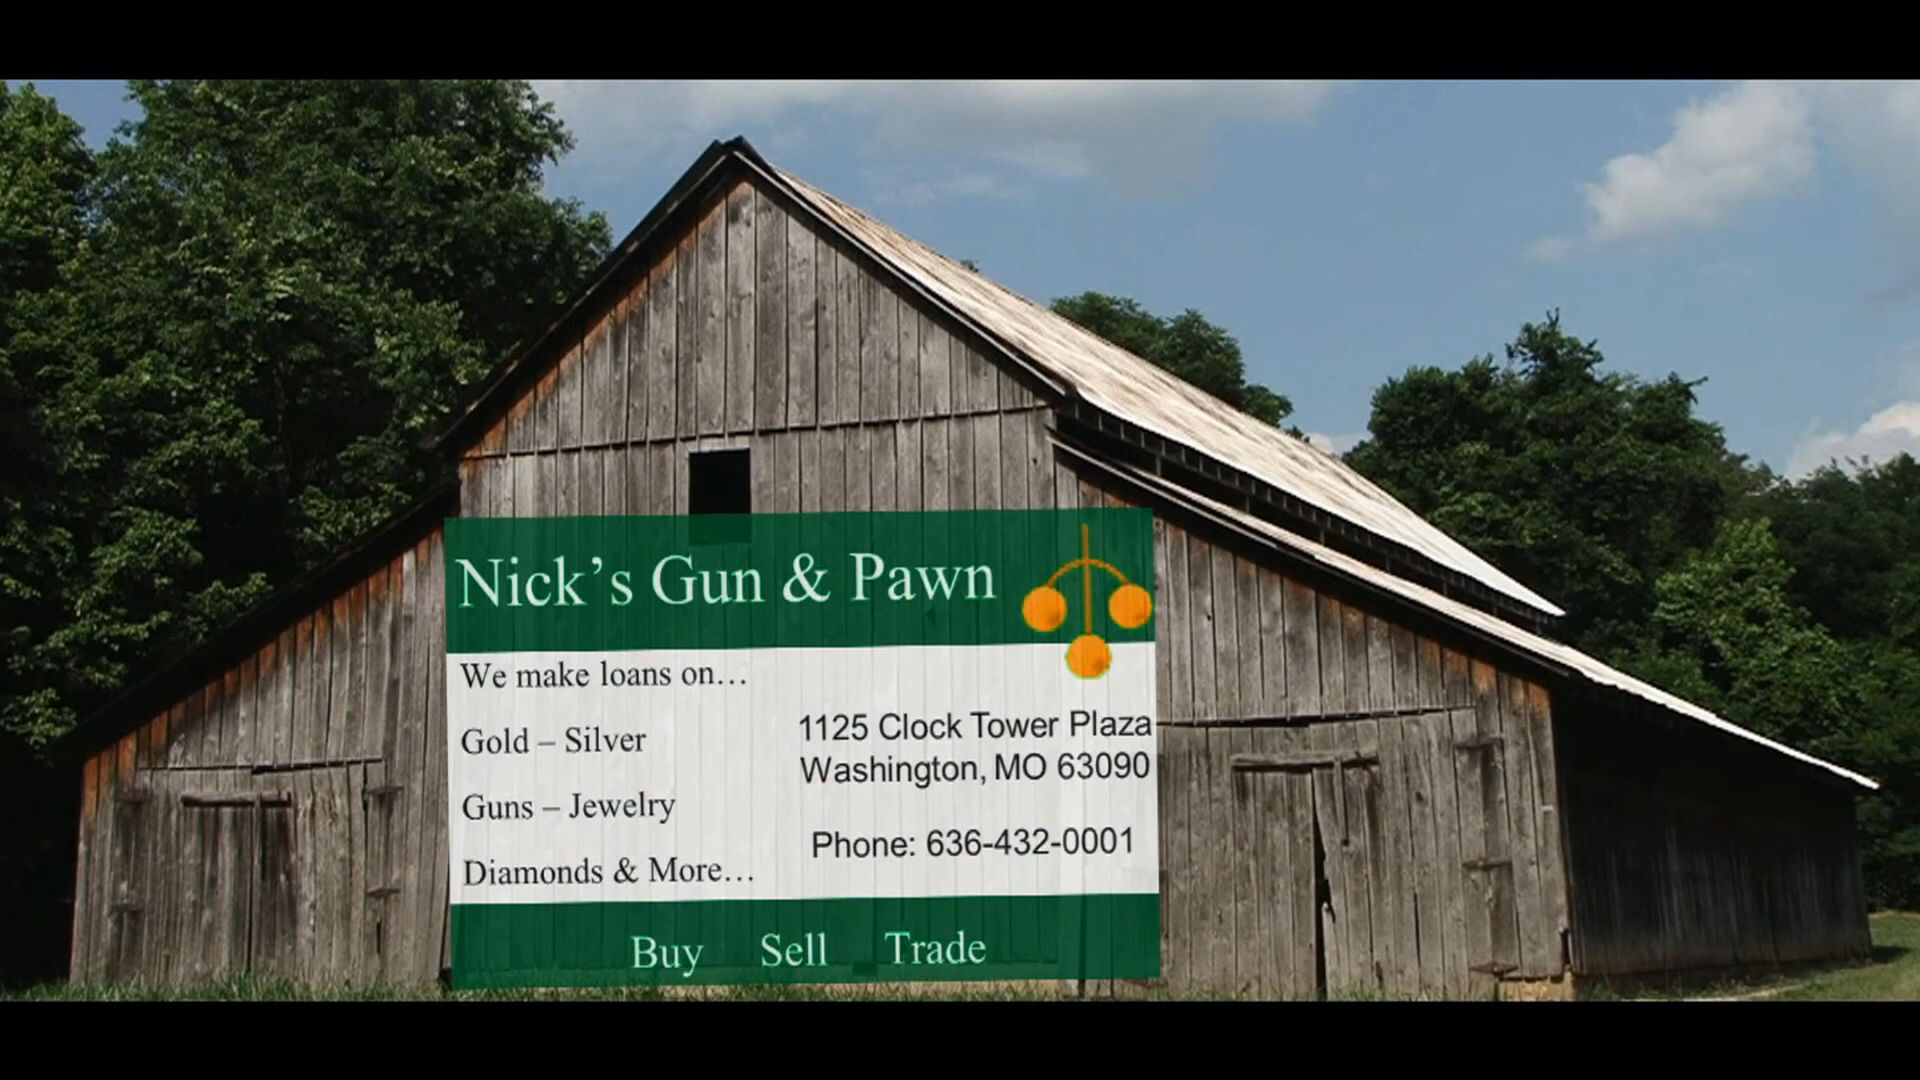 Nick’s Gun & Pawn
We make loans on…
Gold – Silver
Guns – Jewelry
Diamonds & More…
1125 Clock Tower Plaza
Washington, MO 63090
Phone: 636-432-0001
Buy Sell Trade